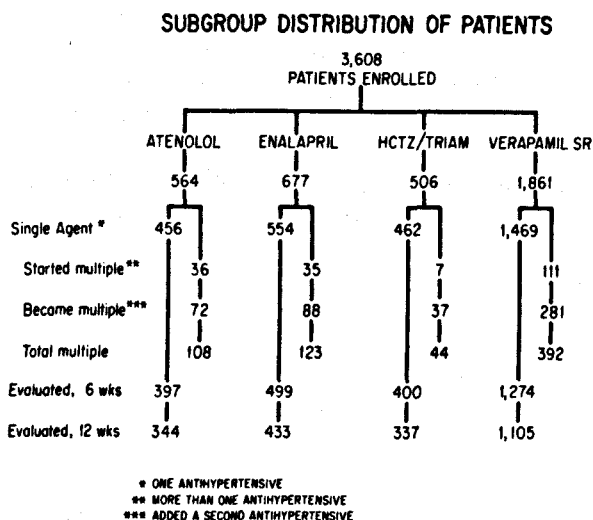 SUBGROUP DISTRIBUTION OF PATIENTS
3,608
PATIENTS ENROLLED
ATENOLOL ENALAPRIL HCTZ/TRIAM VERAPAMIL SR
564 677 506 1,861
Single Agent * 456 554 462 1,469
Started multiple** 36 35 7 111
Became multiple*** 72 88 37 281
Total multiple 108 123 44 392
Evaluated, 6 wks 397 499 400 1,274
Evaluated, 12 wks 344 433 337 1,105
* ONE ANTIHYPERTENSIVE
** MORE THAN ONE ANTIHYPERTENSIVE
*** ADDED A SECOND ANTIHYPERTENSIVE